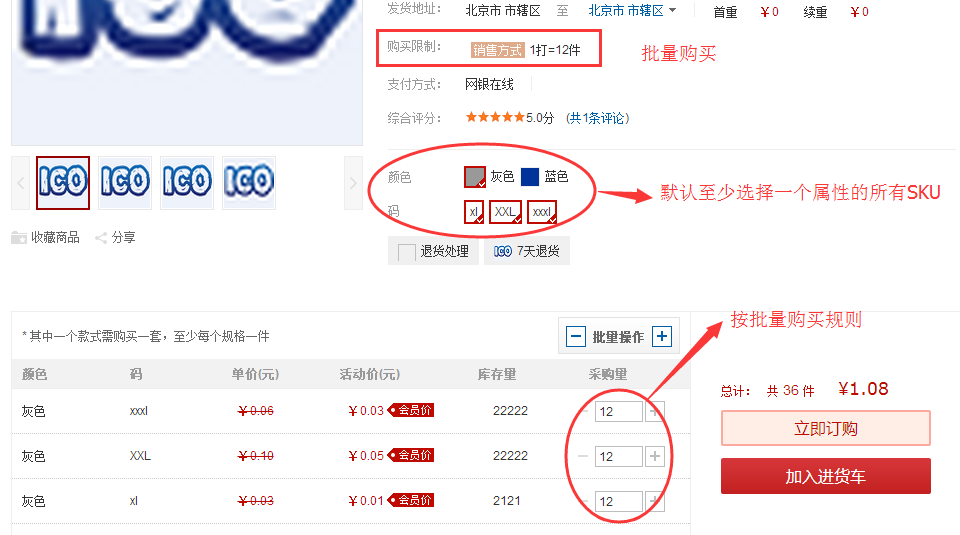 发货地址： 北京市 市辖区 至 北京市 市辖区 首重 ￥0 续重 ￥0
购买限制： 销售方式 1打=12件 批量购买
支付方式： 网银在线
综合评分： 5.0分 (共1条评论)
ICO ICO ICO ICO
颜色 灰色 蓝色
默认至少选择一个属性的所有SKU
码 xl XXL xxxl
收藏商品 分享
退货处理 ICO 7天退货
按批量购买规则
*其中一个款式需购买一套，至少每个规格一件 − 批量操作 +
颜色 码 单价(元) 活动价(元) 库存量 采购量
灰色 xxxl ￥0.06 ￥0.03 会员价 22222 − 12 +
灰色 XXL ￥0.10 ￥0.05 会员价 22222 − 12 +
灰色 xl ￥0.03 ￥0.01 会员价 2121 − 12 +
总计： 共 36 件 ¥1.08
立即订购
加入进货车